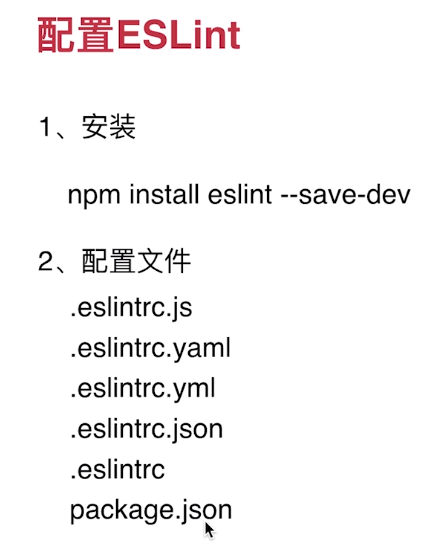 配置ESLint
1、安装
npm install eslint --save-dev
2、配置文件
.eslintrc.js
.eslintrc.yaml
.eslintrc.yml
.eslintrc.json
.eslintrc
package.json